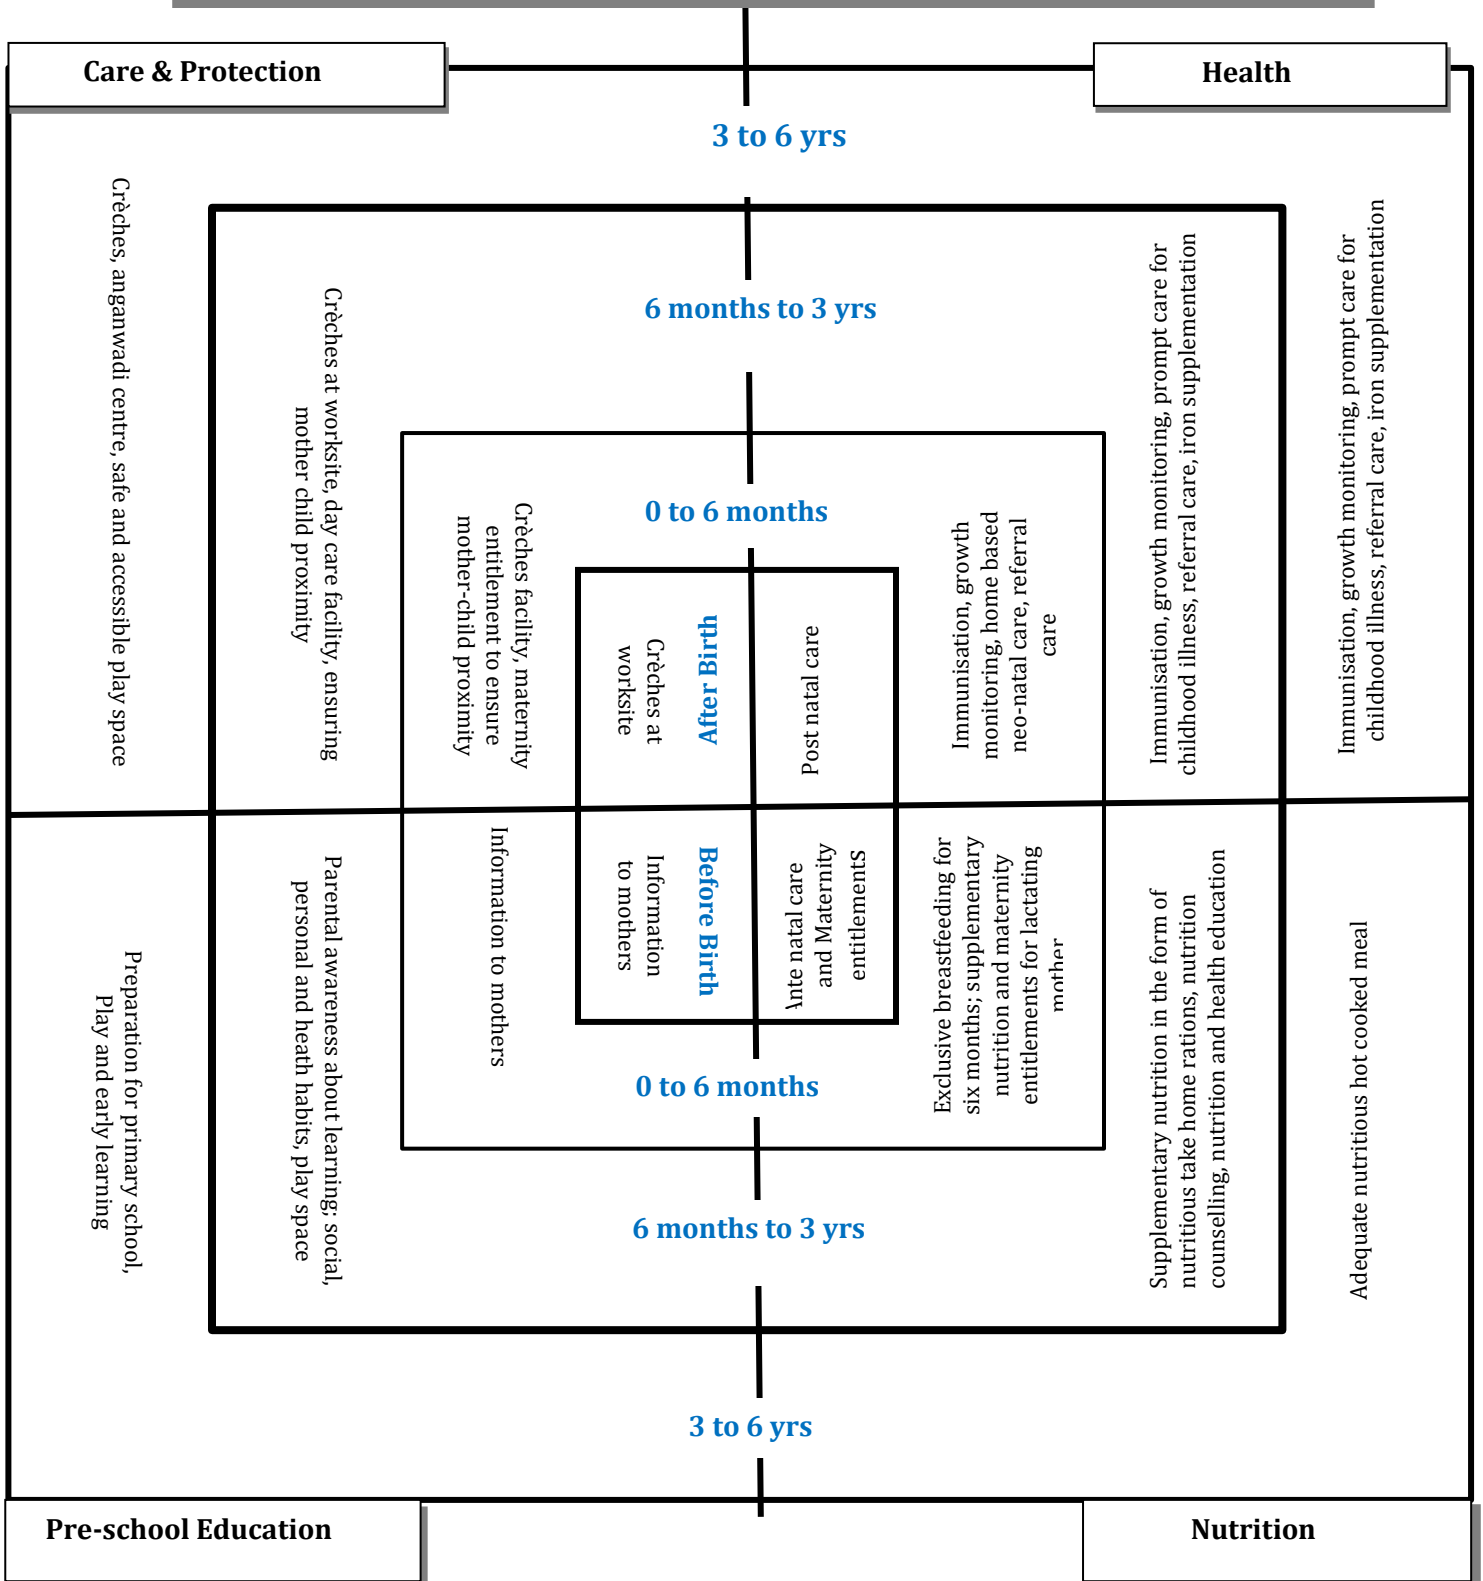 Care & Protection
Health
3 to 6 yrs
Crèches, anganwadi centre, safe and accessible play space
Immunisation, growth monitoring, prompt care for
childhood illness, referral care, iron supplementation
6 months to 3 yrs
Crèches at worksite, day care facility, ensuring
mother child proximity
Immunisation, growth monitoring, prompt care for
childhood illness, referral care, iron supplementation
0 to 6 months
Crèches facility, maternity
entitlement to ensure
mother-child proximity
Immunisation, growth
monitoring, home based
neo-natal care, referral
care
After Birth
Crèches at
worksite
Post natal care
Before Birth
Information
to mothers
Ante natal care
and Maternity
entitlements
Information to mothers
Exclusive breastfeeding for
six months; supplementary
nutrition and maternity
entitlements for lactating
mother
0 to 6 months
Parental awareness about learning; social,
personal and heath habits, play space
Supplementary nutrition in the form of
nutritious take home rations, nutrition
counselling, nutrition and health education
6 months to 3 yrs
Preparation for primary school,
Play and early learning
Adequate nutritious hot cooked meal
3 to 6 yrs
Pre-school Education
Nutrition